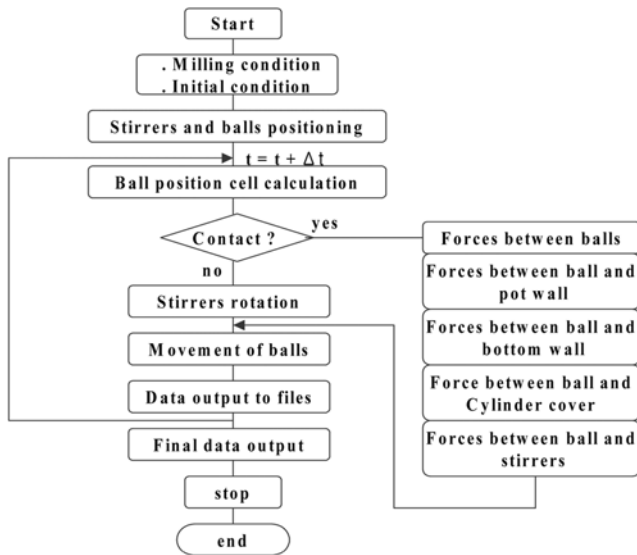 Start
. Milling condition
. Initial condition
Stirrers and balls positioning
t = t + Δt
Ball position cell calculation
Contact ?
yes
no
Forces between balls
Forces between ball and
pot wall
Forces between ball and
bottom wall
Force between ball and
Cylinder cover
Forces between ball and
stirrers
Stirrers rotation
Movement of balls
Data output to files
Final data output
stop
end